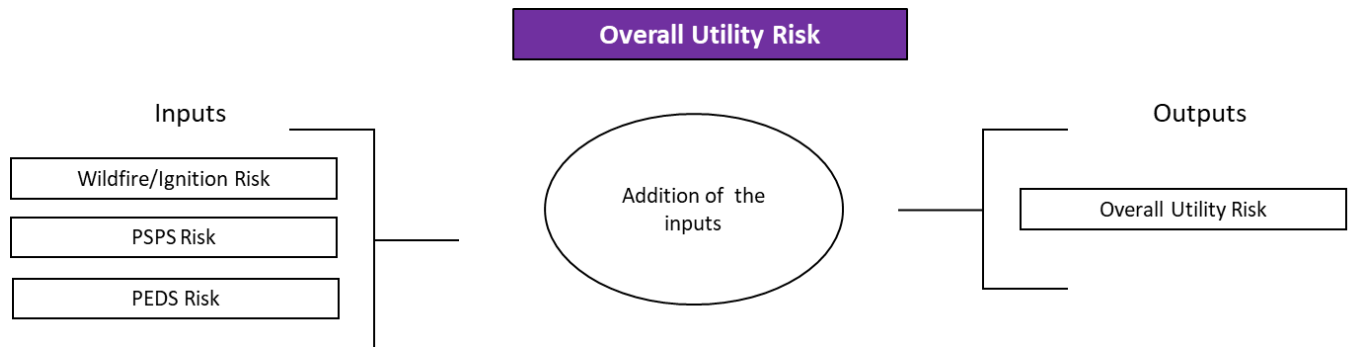 Overall Utility Risk
Inputs
Wildfire/Ignition Risk
PSPS Risk
PEDS Risk
Addition of the
inputs
Outputs
Overall Utility Risk